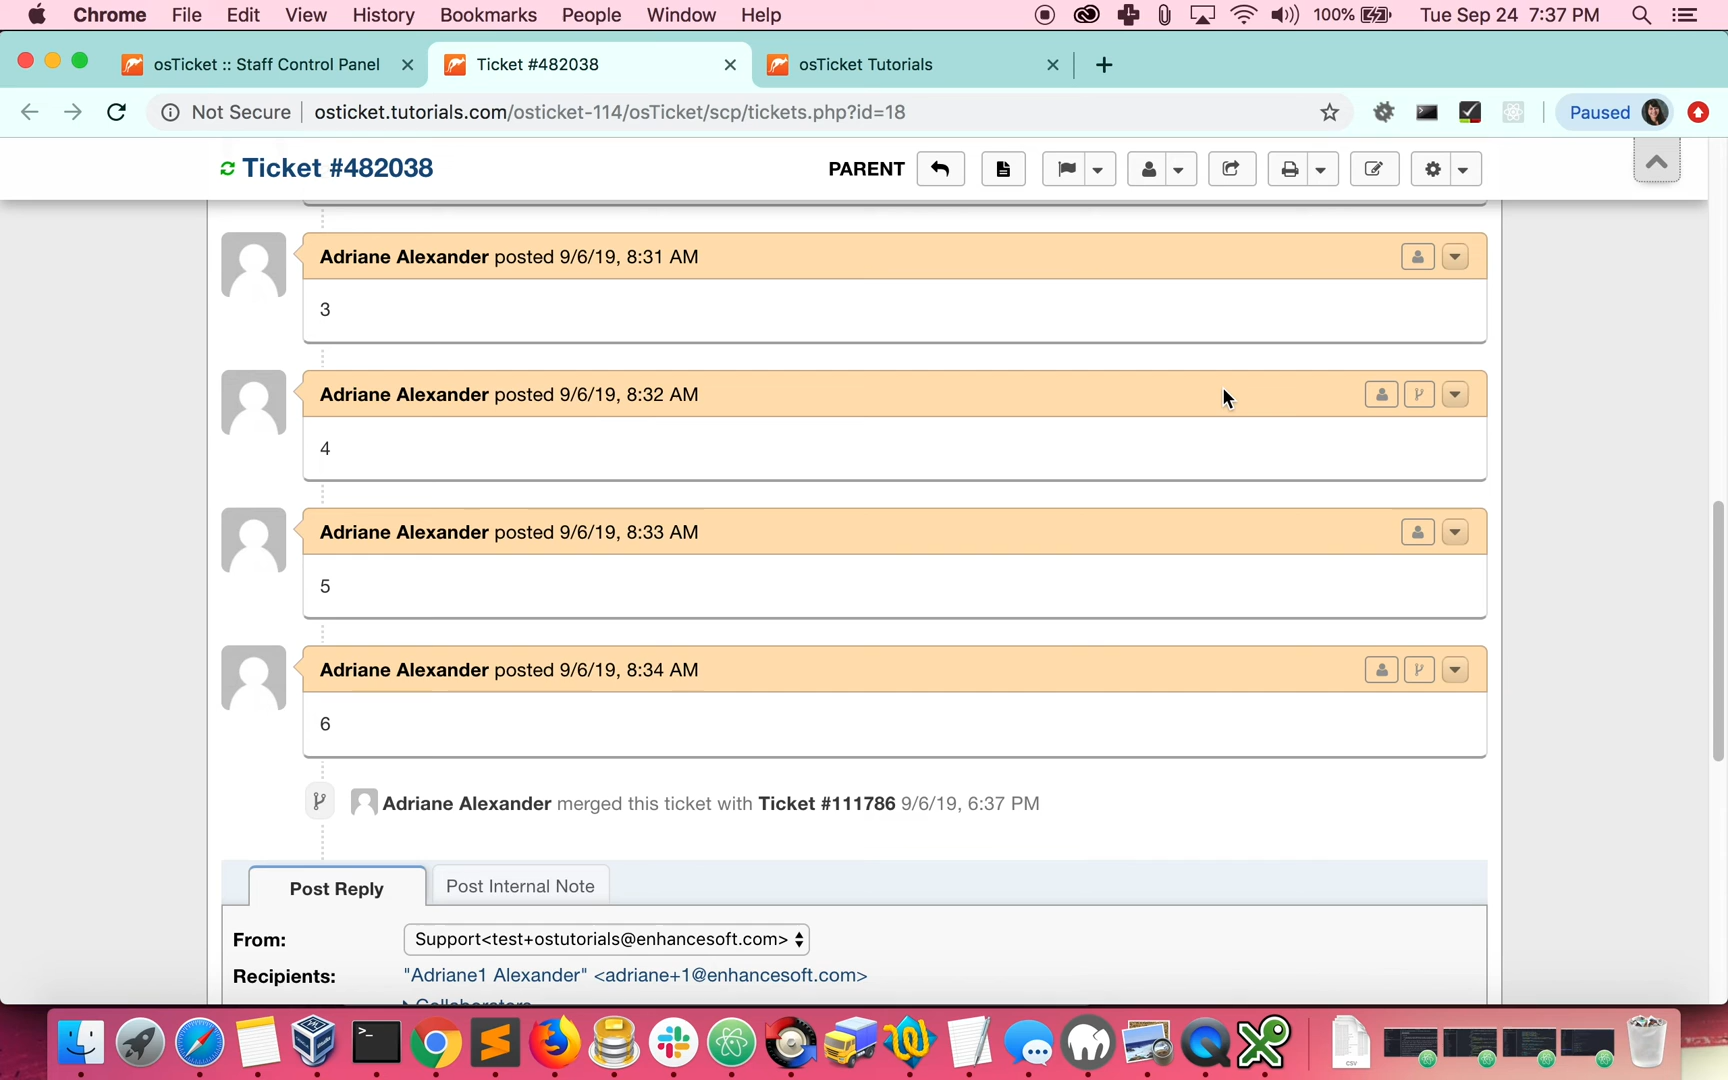 Chrome File Edit View History Bookmarks People Window Help 100% Tue Sep 24 7:37 PM
osTicket :: Staff Control Panel Ticket #482038 osTicket Tutorials
Not Secure osticket.tutorials.com/osticket-114/osTicket/scp/tickets.php?id=18 Paused
Ticket #482038 PARENT
Adriane Alexander posted 9/6/19, 8:31 AM
3
Adriane Alexander posted 9/6/19, 8:32 AM
4
Adriane Alexander posted 9/6/19, 8:33 AM
5
Adriane Alexander posted 9/6/19, 8:34 AM
6
Adriane Alexander merged this ticket with Ticket #111786 9/6/19, 6:37 PM
Post Reply Post Internal Note
From: Support<test+ostutorials@enhancesoft.com>
Recipients: "Adriane1 Alexander" <adriane+1@enhancesoft.com>
Collaborators
CSV